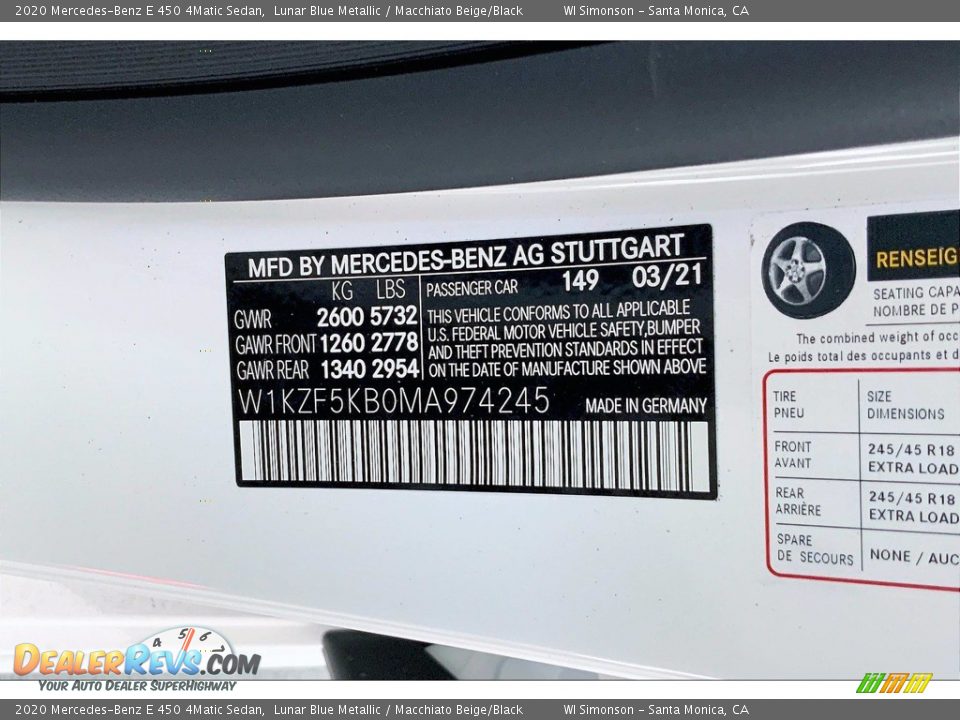 2020 Mercedes-Benz E 450 4Matic Sedan, Lunar Blue Metallic / Macchiato Beige/Black WI Simonson - Santa Monica, CA
MFD BY MERCEDES-BENZ AG STUTTGART
KG LBS
GVWR 2600 5732
GAWR FRONT 1260 2778
GAWR REAR 1340 2954
PASSENGER CAR 149 03/21
THIS VEHICLE CONFORMS TO ALL APPLICABLE
U.S. FEDERAL MOTOR VEHICLE SAFETY,BUMPER
AND THEFT PREVENTION STANDARDS IN EFFECT
ON THE DATE OF MANUFACTURE SHOWN ABOVE
W1KZF5KB0MA974245 MADE IN GERMANY
RENSEIG
SEATING CAPA
NOMBRE DE P
The combined weight of occ
Le poids total des occupants et d
TIRE SIZE
PNEU DIMENSIONS
FRONT 245/45 R18
AVANT EXTRA LOAD
REAR 245/45 R18
ARRIÈRE EXTRA LOAD
SPARE NONE / AUC
DE SECOURS
4 5 6
DealerRevs.com
Your Auto Dealer SuperHighway
2020 Mercedes-Benz E 450 4Matic Sedan, Lunar Blue Metallic / Macchiato Beige/Black WI Simonson - Santa Monica, CA